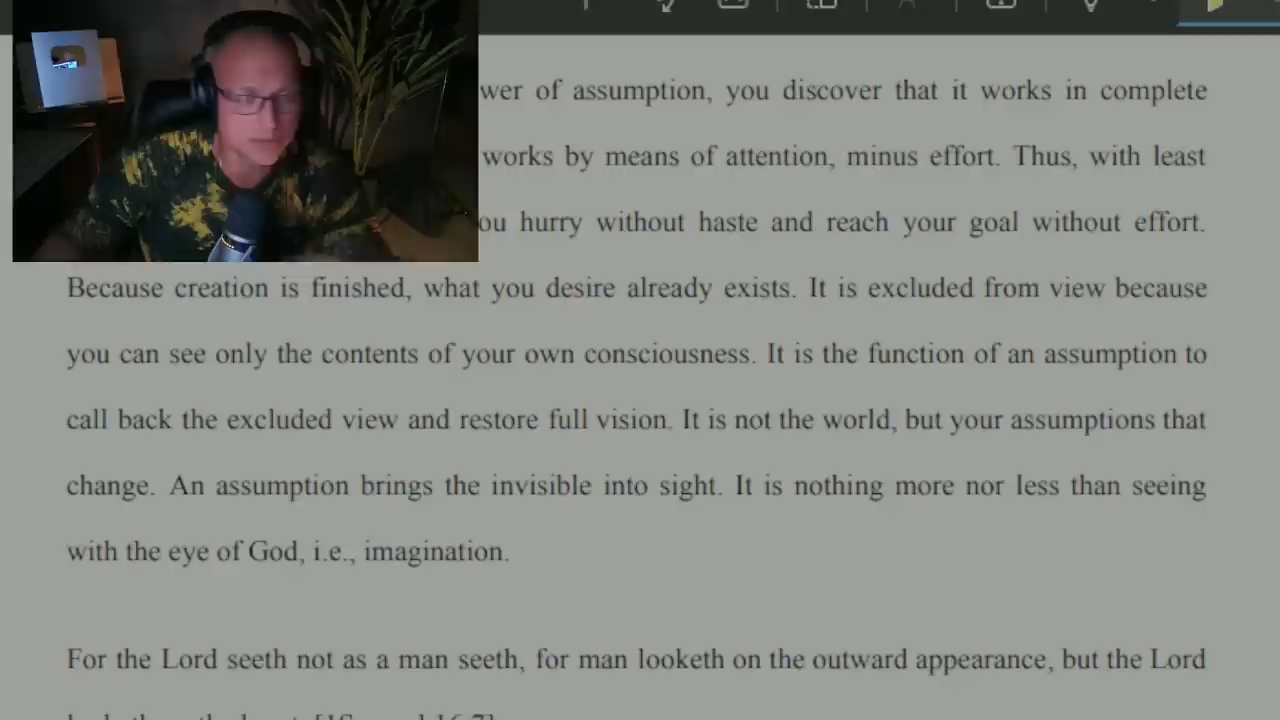 wer of assumption, you discover that it works in complete
works by means of attention, minus effort. Thus, with least
ou hurry without haste and reach your goal without effort.
Because creation is finished, what you desire already exists. It is excluded from view because
you can see only the contents of your own consciousness. It is the function of an assumption to
call back the excluded view and restore full vision. It is not the world, but your assumptions that
change. An assumption brings the invisible into sight. It is nothing more nor less than seeing
with the eye of God, i.e., imagination.
For the Lord seeth not as a man seeth, for man looketh on the outward appearance, but the Lord